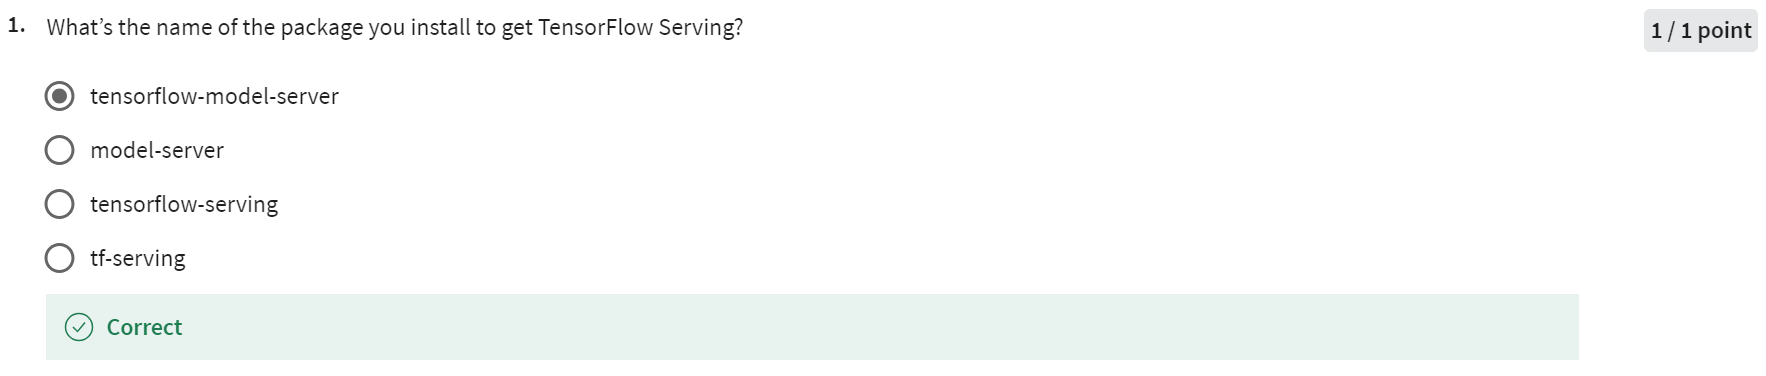 1. What’s the name of the package you install to get TensorFlow Serving?
1 / 1 point
tensorflow-model-server
model-server
tensorflow-serving
tf-serving
Correct